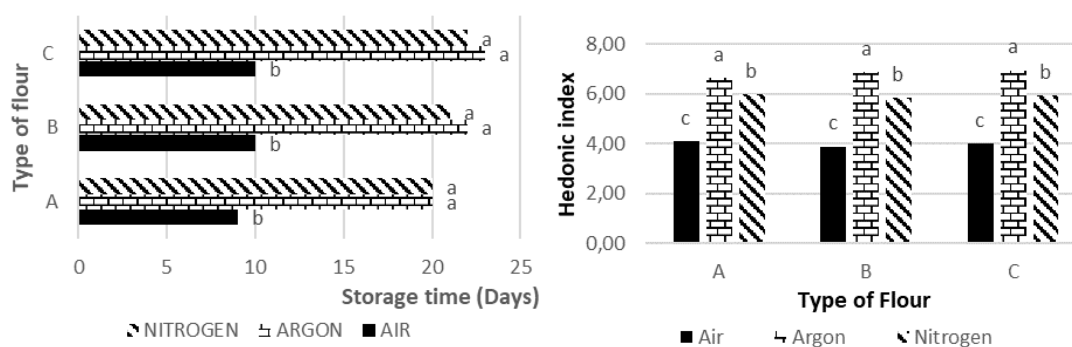 Type of flour
C
B
A
a
a
b
a
a
b
a
a
b
0 5 10 15 20 25
Storage time (Days)
NITROGEN ARGON AIR
Hedonic index
8,00
6,00
4,00
2,00
0,00
c a b c a b c a b
A B C
Type of Flour
Air Argon Nitrogen